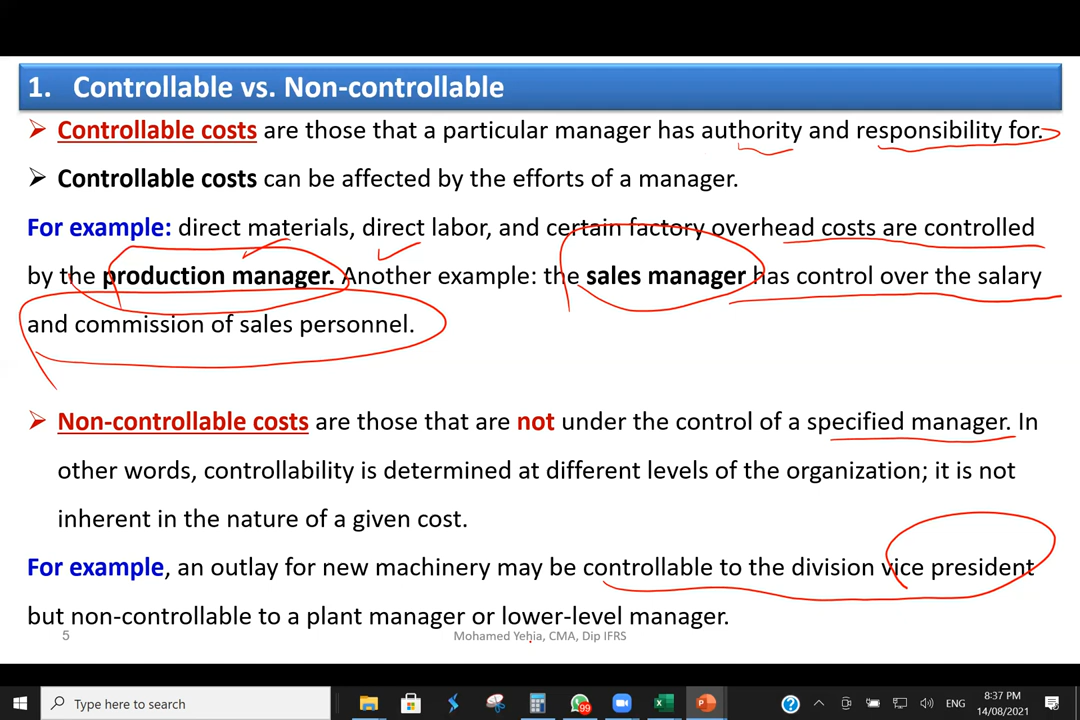 1. Controllable vs. Non-controllable
➢ Controllable costs are those that a particular manager has authority and responsibility for.
➢ Controllable costs can be affected by the efforts of a manager.
For example: direct materials, direct labor, and certain factory overhead costs are controlled
by the production manager. Another example: the sales manager has control over the salary
and commission of sales personnel.
➢ Non-controllable costs are those that are not under the control of a specified manager. In
other words, controllability is determined at different levels of the organization; it is not
inherent in the nature of a given cost.
For example, an outlay for new machinery may be controllable to the division vice president
but non-controllable to a plant manager or lower-level manager.
5
Mohamed Yehia, CMA, Dip IFRS
Type here to search
99
ENG
8:37 PM
14/08/2021